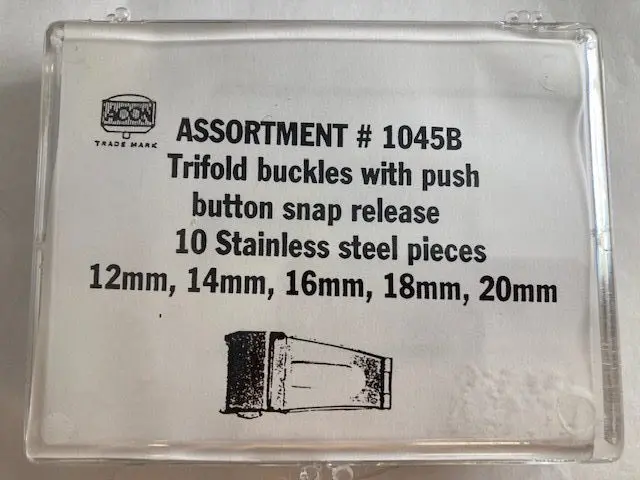 TRADE MARK
ASSORTMENT # 1045B
Trifold buckles with push
button snap release
10 Stainless steel pieces
12mm, 14mm, 16mm, 18mm, 20mm